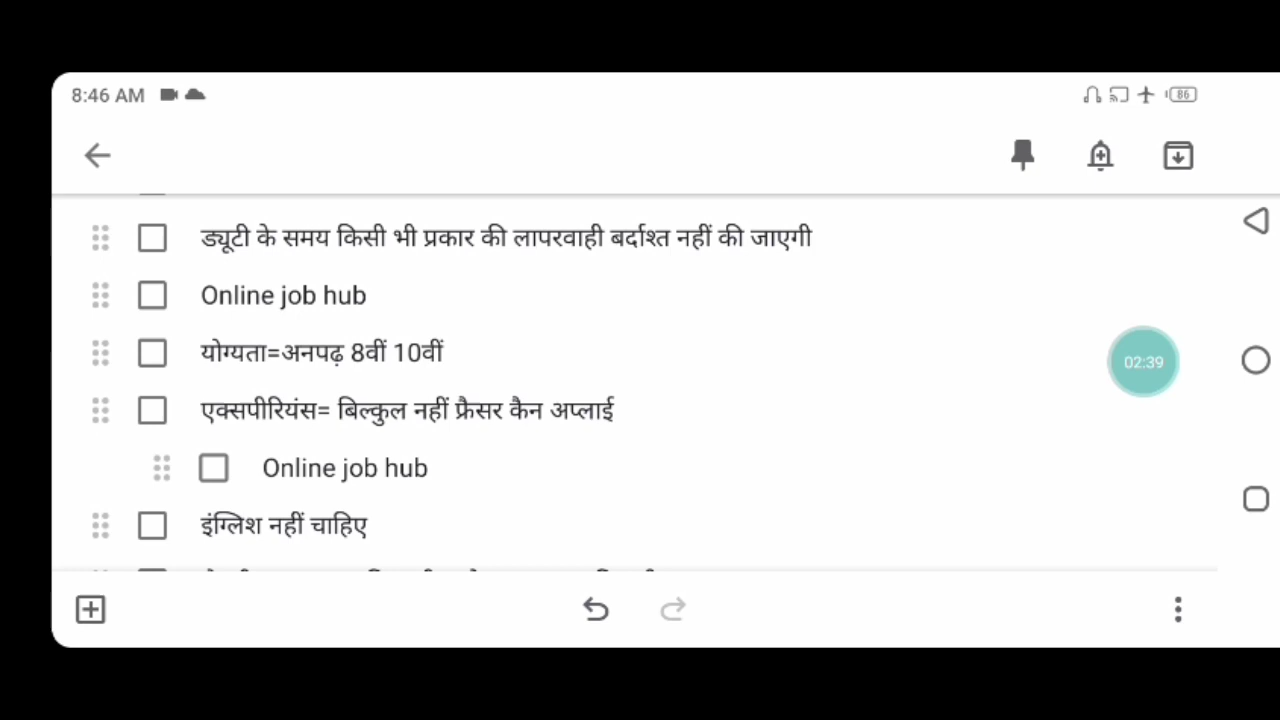 8:46 AM
86
ड्यूटी के समय किसी भी प्रकार की लापरवाही बर्दाश्त नहीं की जाएगी
Online job hub
योग्यता=अनपढ़ 8वीं 10वीं
02:39
एक्सपीरियंस= बिल्कुल नहीं फ्रैसर कैन अप्लाई
Online job hub
इंग्लिश नहीं चाहिए